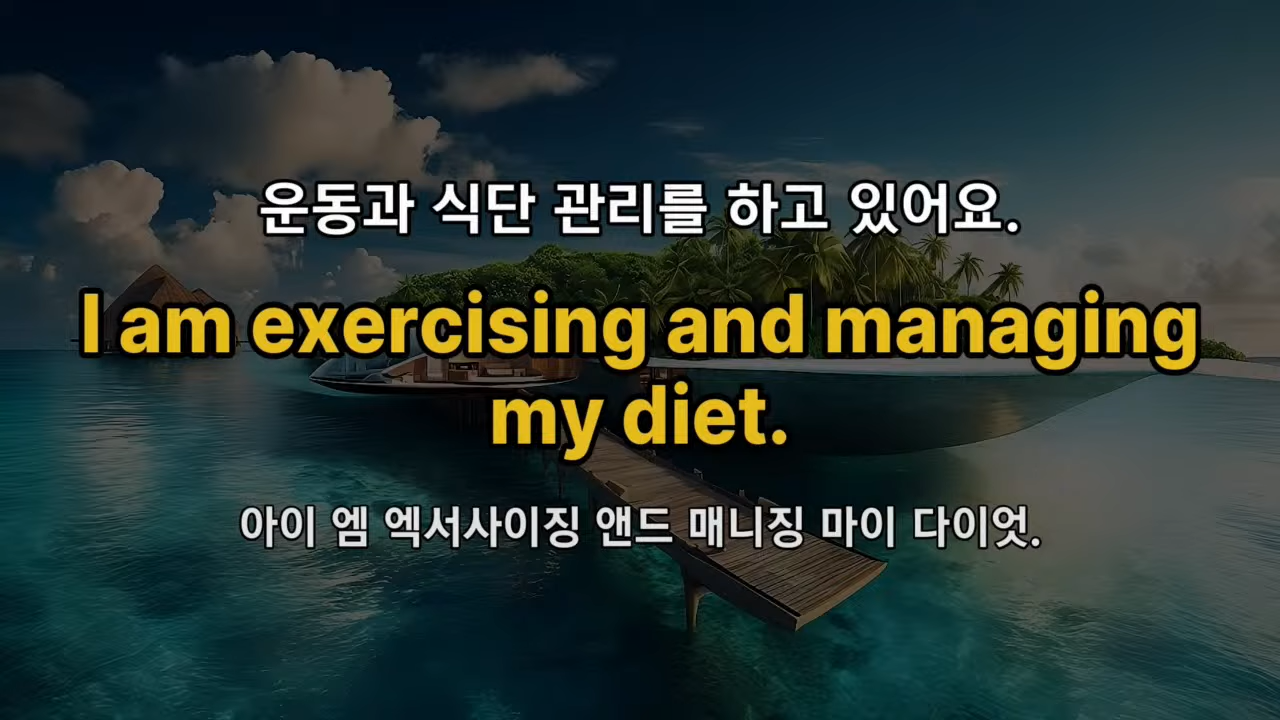 운동과 식단 관리를 하고 있어요.
I am exercising and managing
my diet.
아이 엠 엑서사이징 앤드 매니징 마이 다이엇.